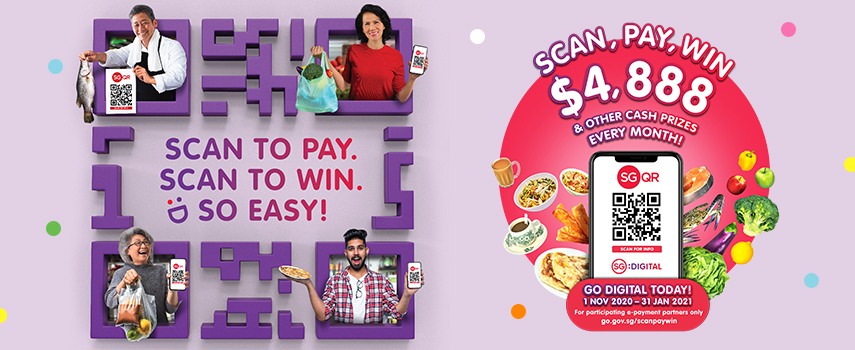 SG QR
SCAN TO PAY.
SCAN TO WIN.
SO EASY!
SCAN, PAY, WIN
$4,888
& OTHER CASH PRIZES
EVERY MONTH!
SG QR
SCAN FOR INFO
SG:DIGITAL
GO DIGITAL TODAY!
1 NOV 2020 – 31 JAN 2021
For participating e-payment partners only
go.gov.sg/scanpaywin